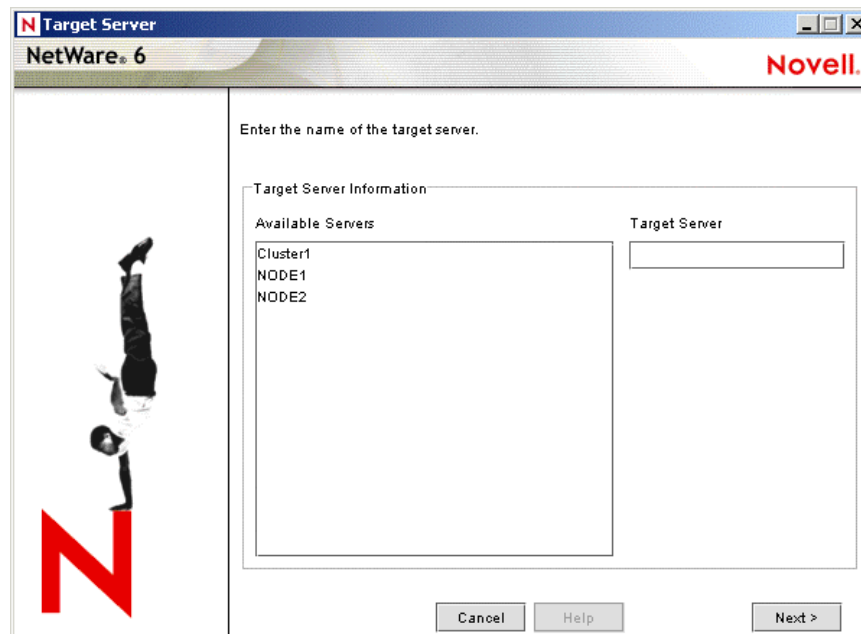 N Target Server
NetWare® 6
Novell.
Enter the name of the target server.
Target Server Information
Available Servers
Target Server
Cluster1
NODE1
NODE2
N
Cancel
Help
Next >